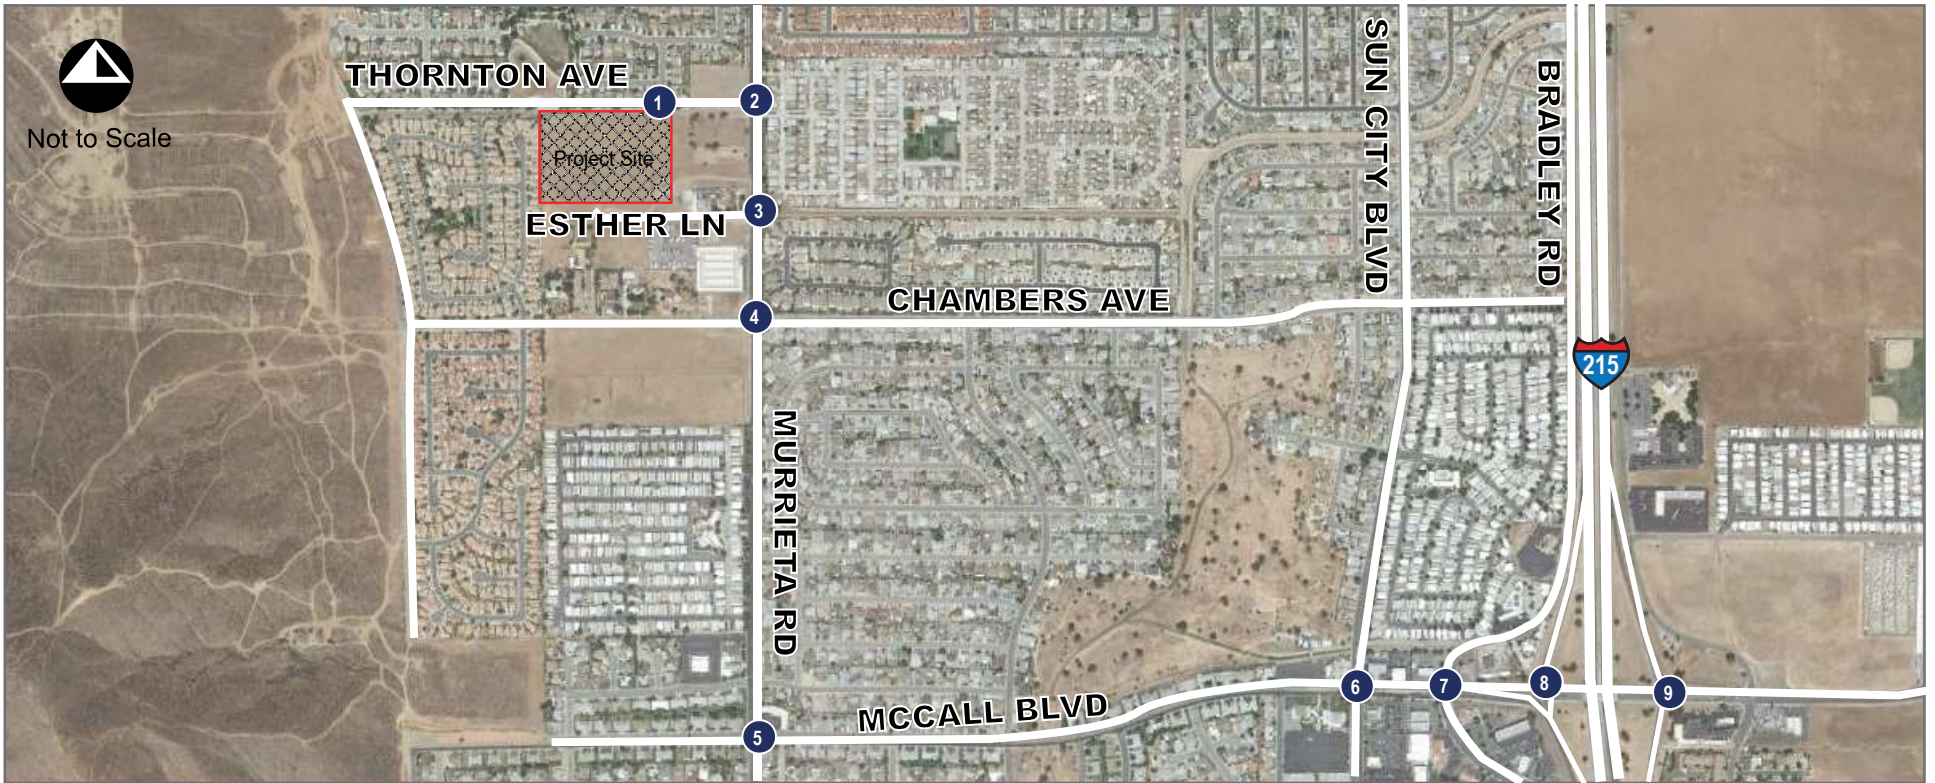 THORNTON AVE
Not to Scale
1
2
Project Site
ESTHER LN
3
SUN CITY BLVD
BRADLEY RD
CHAMBERS AVE
4
215
MURRIETA RD
MCCALL BLVD
5
6
7
8
9